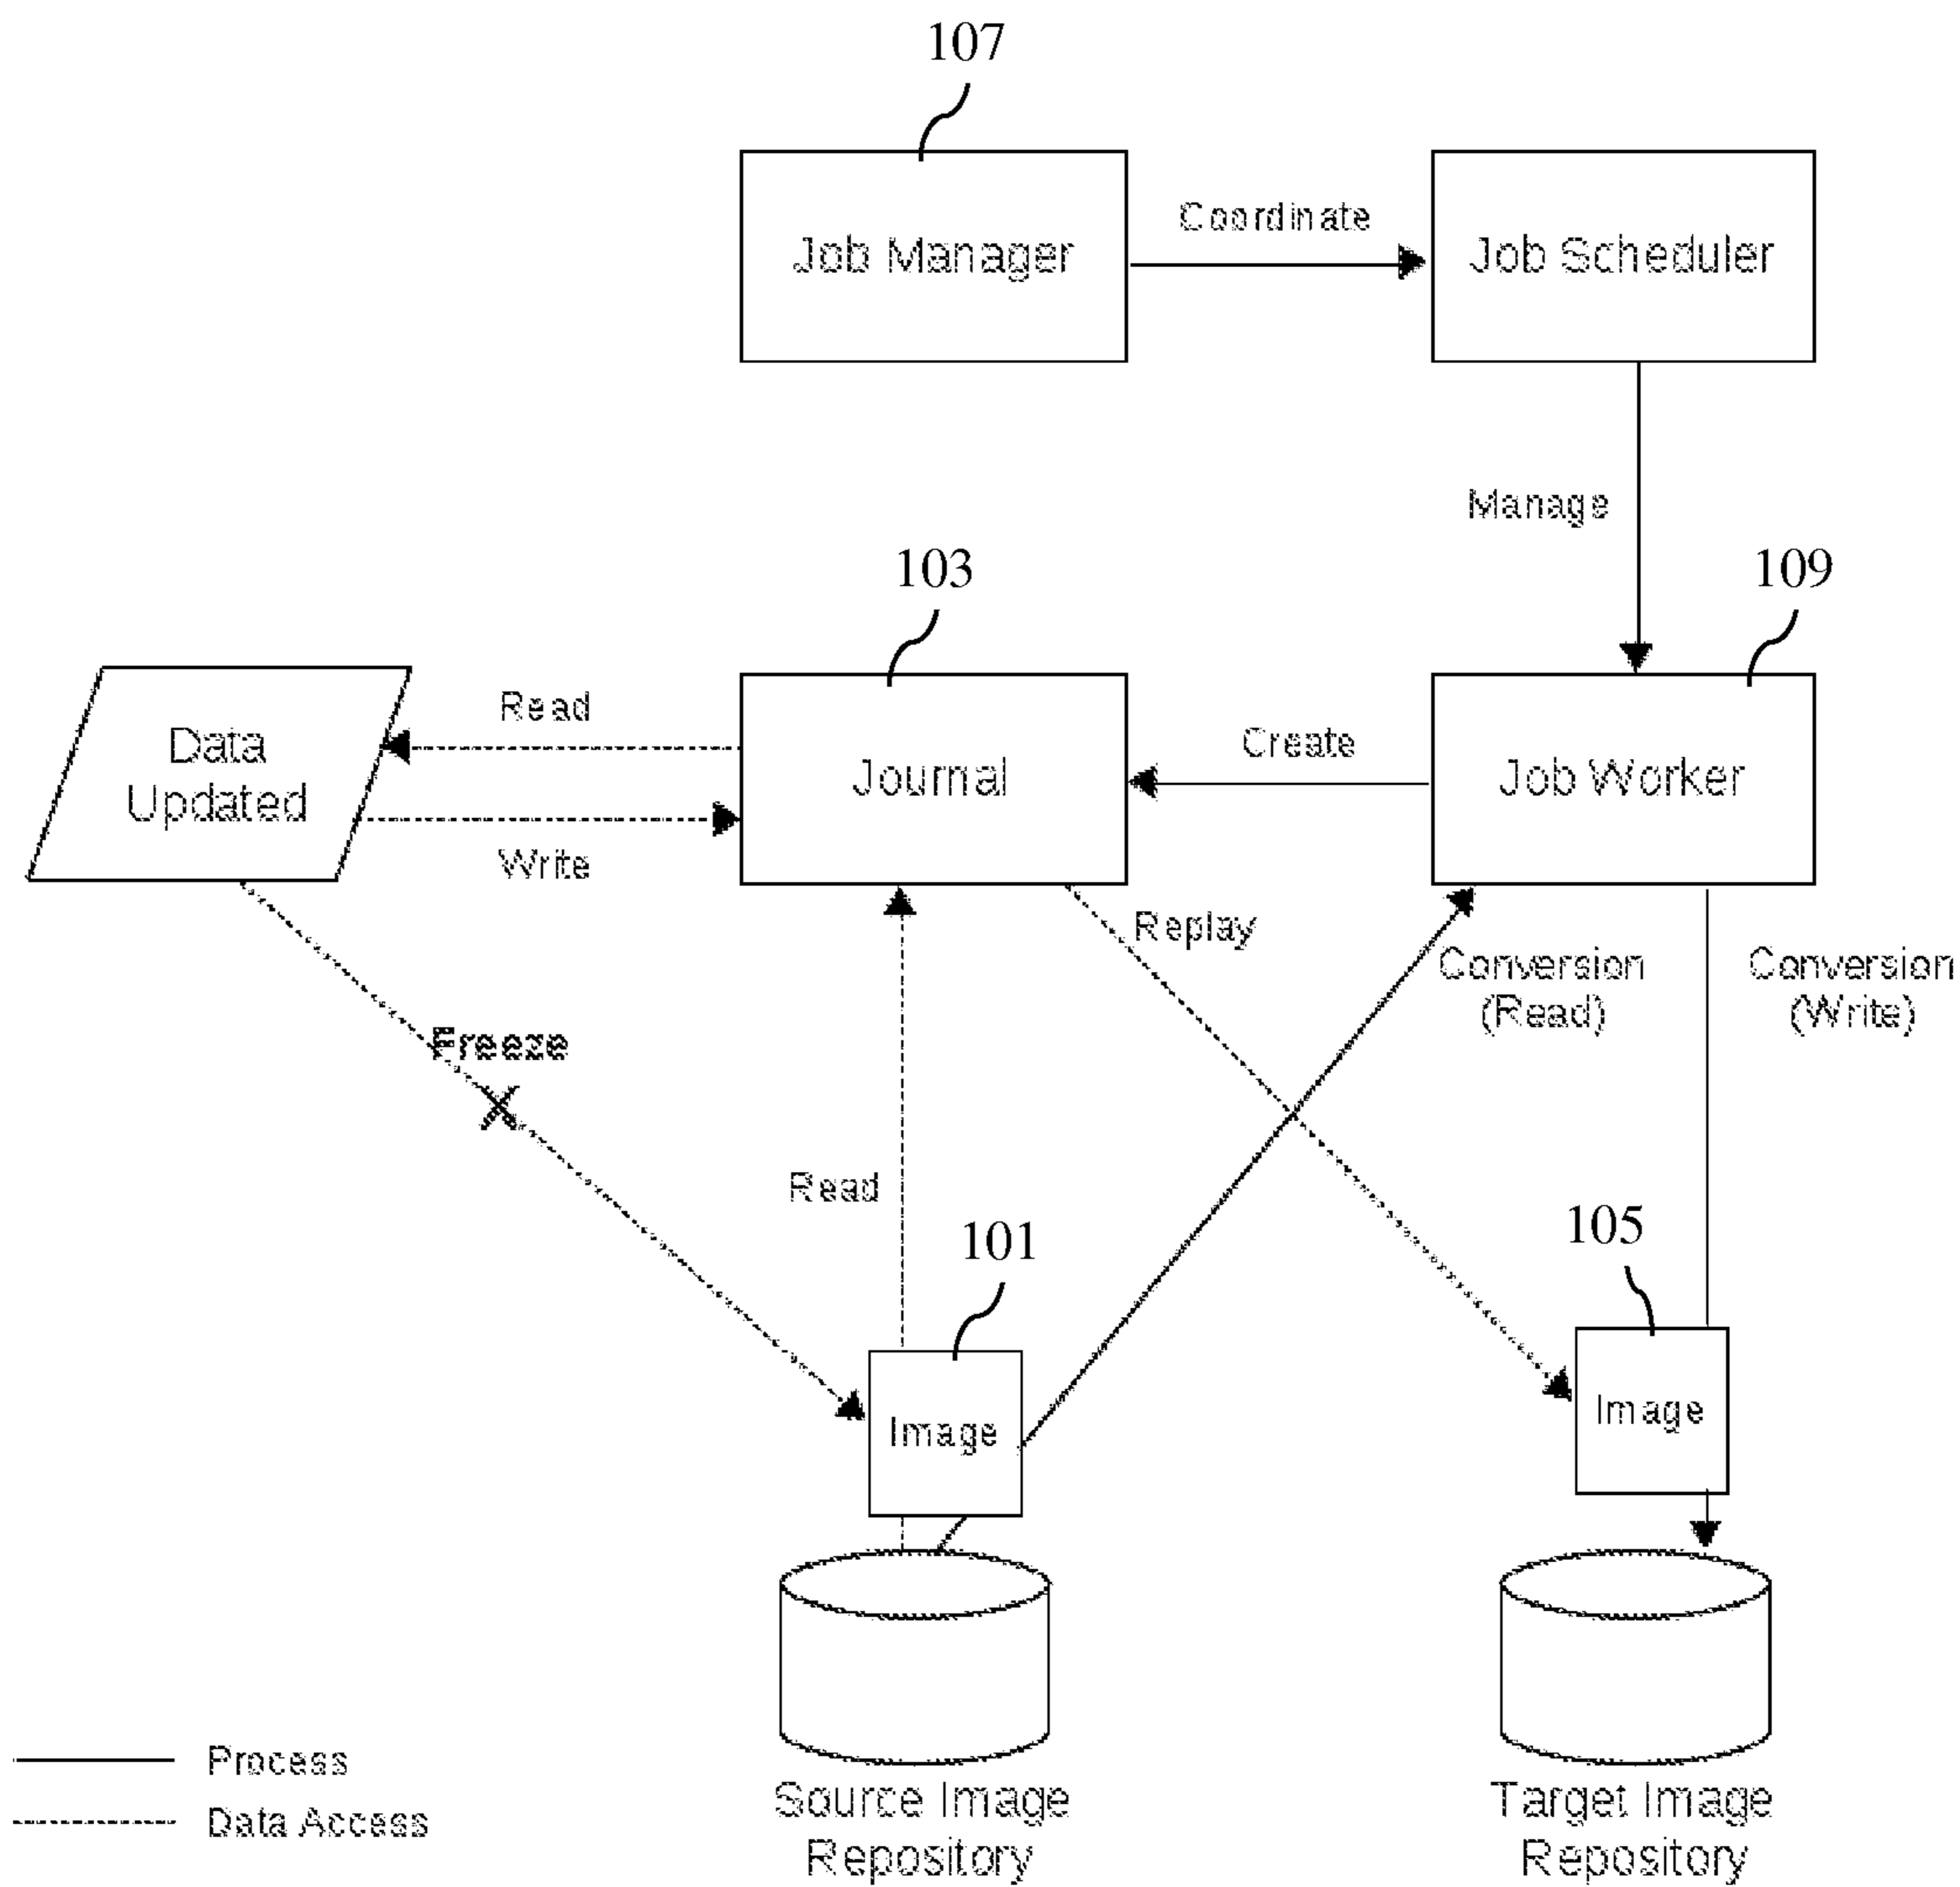 107
Job Manager
Coordinate
Job Scheduler
Manage
103
109
Data
Updated
Read
Write
Journal
Create
Job Worker
Replay
Conversion
(Read)
Conversion
(Write)
Freeze
Read
101
105
Image
Image
Process
Data Access
Source Image
Repository
Target Image
Repository